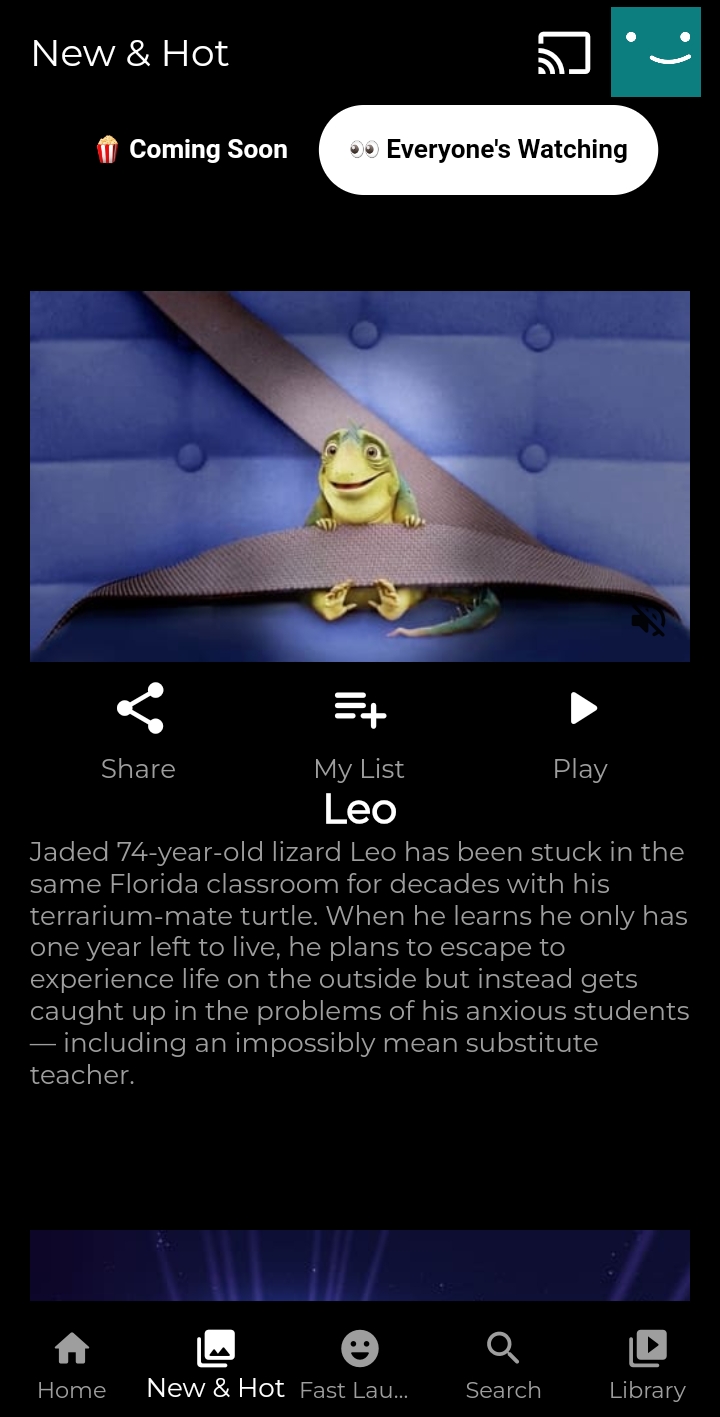 New & Hot
🍿 Coming Soon
👀 Everyone's Watching
Share
My List
Play
Leo
Jaded 74-year-old lizard Leo has been stuck in the
same Florida classroom for decades with his
terrarium-mate turtle. When he learns he only has
one year left to live, he plans to escape to
experience life on the outside but instead gets
caught up in the problems of his anxious students
— including an impossibly mean substitute
teacher.
Home
New & Hot
Fast Lau...
Search
Library